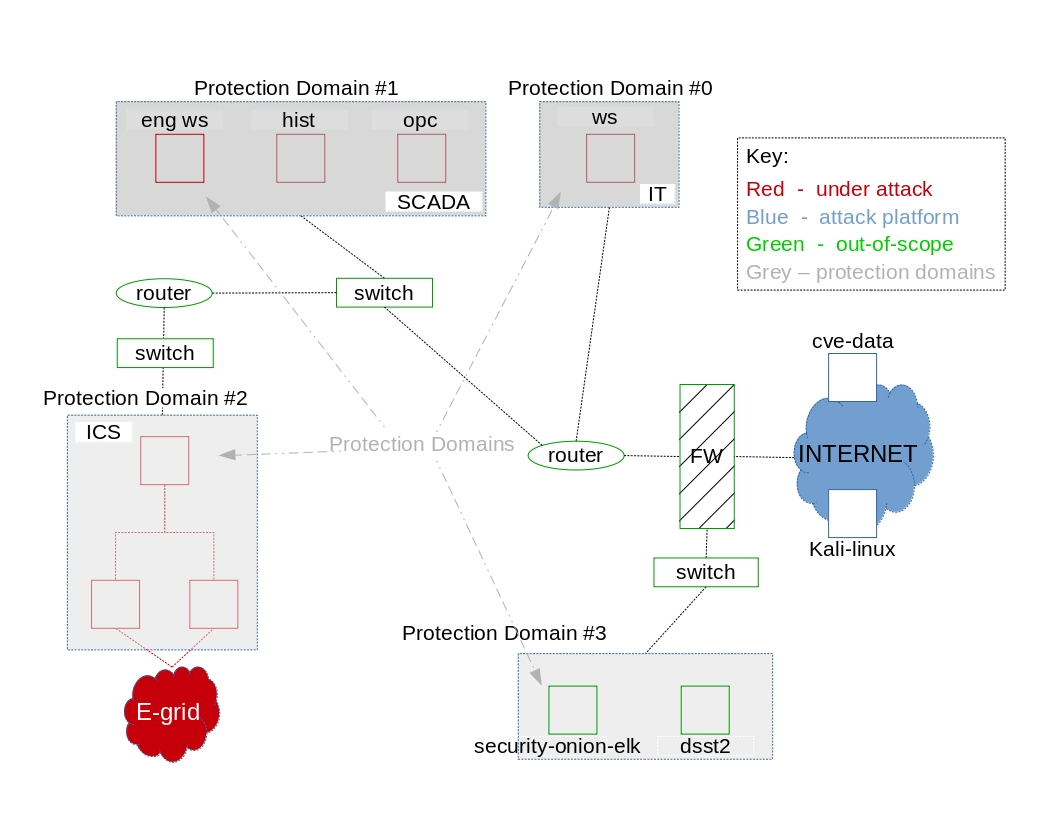 Protection Domain #1
Protection Domain #0
eng ws
hist
opc
ws
SCADA
IT
Key:
Red - under attack
Blue - attack platform
Green - out-of-scope
Grey – protection domains
router
switch
switch
cve-data
Protection Domain #2
ICS
Protection Domains
router
FW
INTERNET
Kali-linux
switch
Protection Domain #3
E-grid
security-onion-elk
dsst2